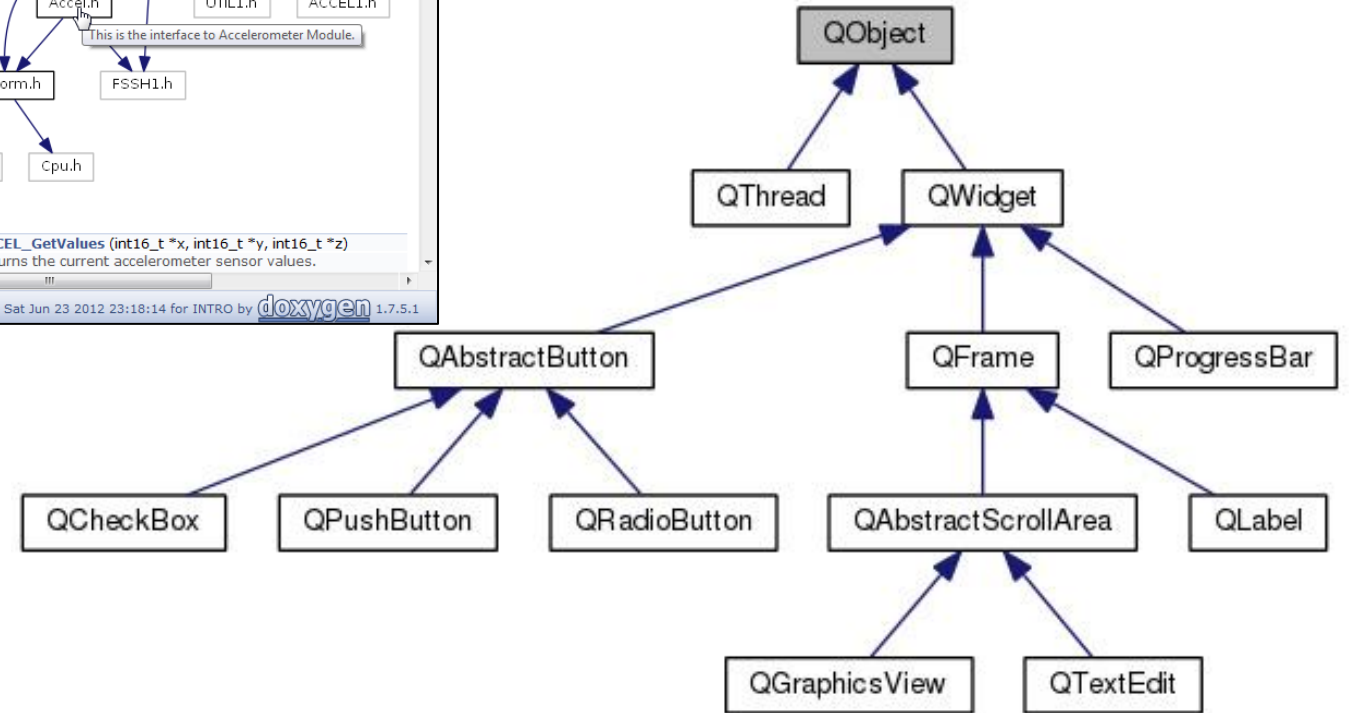 Accel.h
UTIL1.h
ACCEL1.h
This is the interface to Accelerometer Module.
orm.h
FSSH1.h
Cpu.h
CEL_GetValues (int16_t *x, int16_t *y, int16_t *z)
urns the current accelerometer sensor values.
Sat Jun 23 2012 23:18:14 for INTRO by doxygen 1.7.5.1
QObject
QThread
QWidget
QAbstractButton
QFrame
QProgressBar
QCheckBox
QPushButton
QRadioButton
QAbstractScrollArea
QLabel
QGraphicsView
QTextEdit